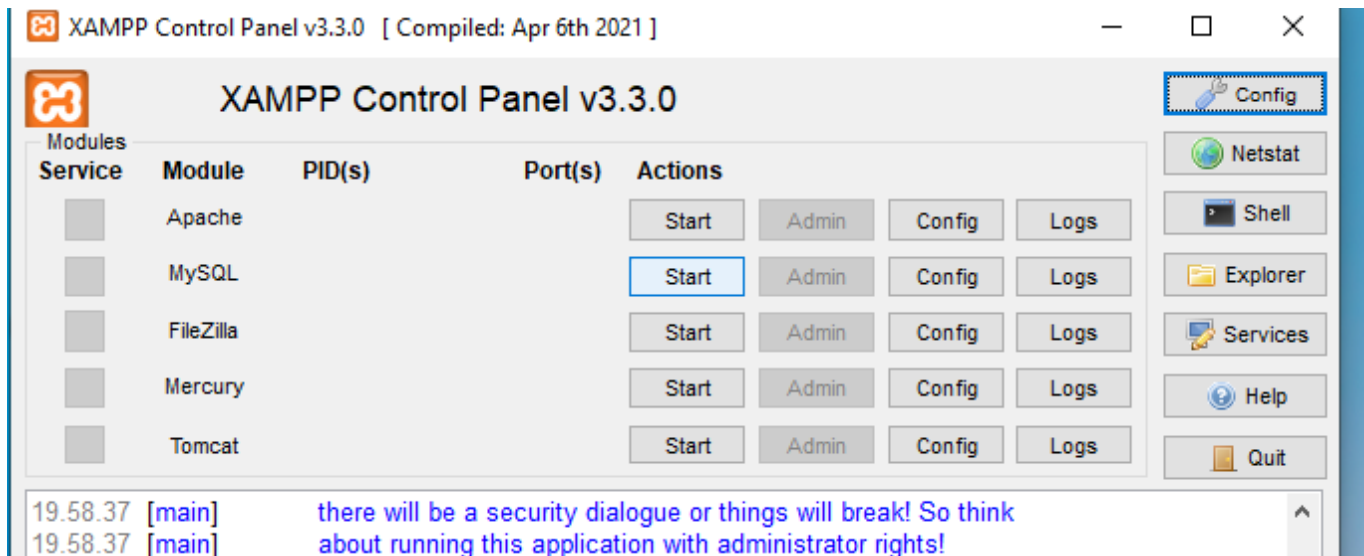 XAMPP Control Panel v3.3.0 [ Compiled: Apr 6th 2021 ]
XAMPP Control Panel v3.3.0
Config
Modules
Netstat
Service Module PID(s) Port(s) Actions
Apache Start Admin Config Logs
Shell
MySQL Start Admin Config Logs
Explorer
FileZilla Start Admin Config Logs
Services
Mercury Start Admin Config Logs
Help
Tomcat Start Admin Config Logs
Quit
19.58.37 [main] there will be a security dialogue or things will break! So think
19.58.37 [main] about running this application with administrator rights!